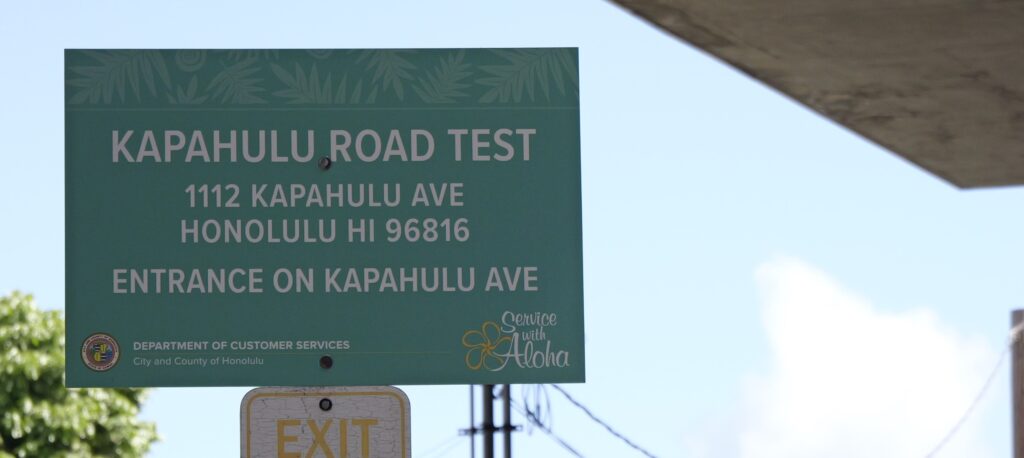 KAPAHULU ROAD TEST
1112 KAPAHULU AVE
HONOLULU HI 96816
ENTRANCE ON KAPAHULU AVE
DEPARTMENT OF CUSTOMER SERVICES
City and County of Honolulu
Service
with
Aloha
EXIT